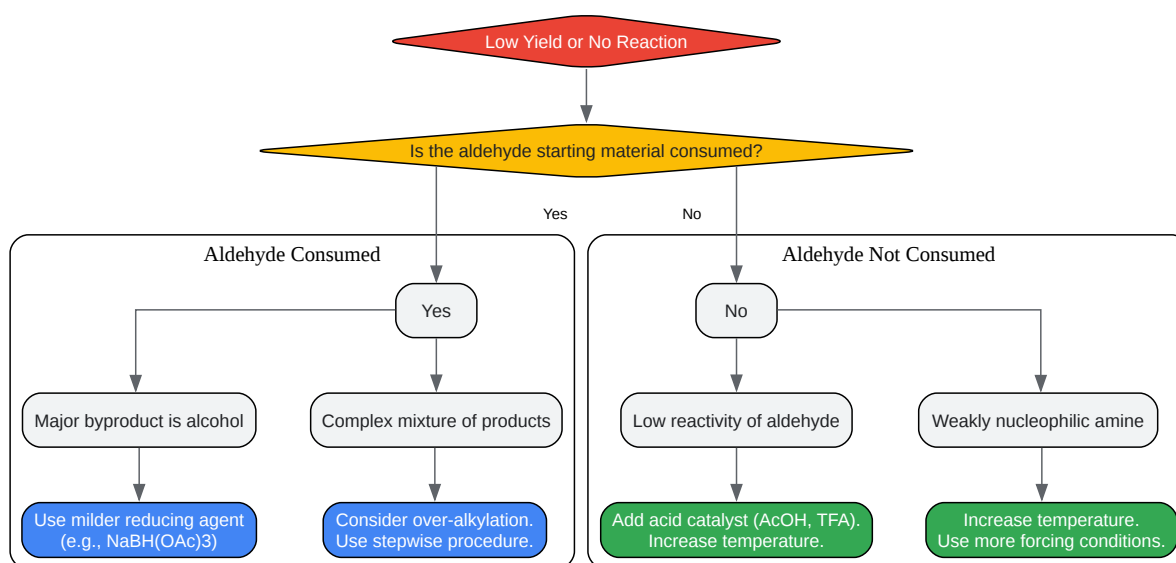 Low Yield or No Reaction
Is the aldehyde starting material consumed?
Yes
No
Aldehyde Consumed
Aldehyde Not Consumed
Yes
No
Major byproduct is alcohol
Complex mixture of products
Low reactivity of aldehyde
Weakly nucleophilic amine
Use milder reducing agent
(e.g., NaBH(OAc)3)
Consider over-alkylation.
Use stepwise procedure.
Add acid catalyst (AcOH, TFA).
Increase temperature.
Increase temperature.
Use more forcing conditions.